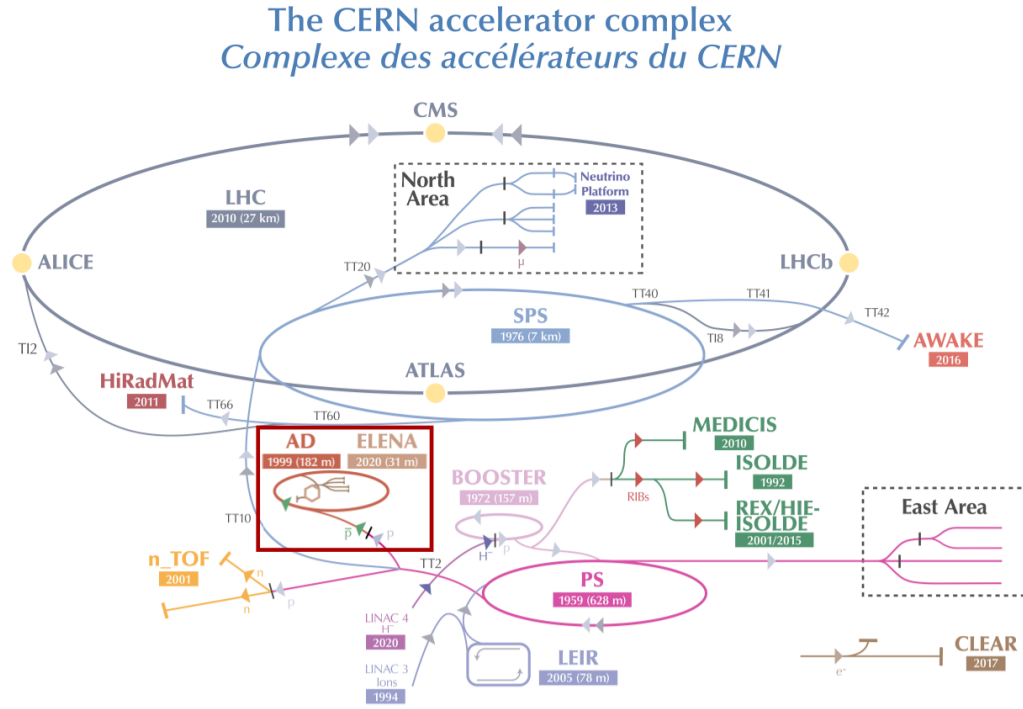 The CERN accelerator complex
Complexe des accélérateurs du CERN
CMS
North
Area
Neutrino
Platform
2013
LHC
2010 (27 km)
μ
ALICE
LHCb
TT20
TT40
TT41
TT42
SPS
1976 (7 km)
TI8
AWAKE
2016
TI2
ATLAS
HiRadMat
2011
TT66
TT60
AD
1999 (182 m)
ELENA
2020 (31 m)
MEDICIS
2010
BOOSTER
1972 (157 m)
ISOLDE
1992
RIBs
REX/HIE-
ISOLDE
2001/2015
East Area
TT10
p̅
p
H⁻
p
n_TOF
2001
n
n
p
TT2
PS
1959 (628 m)
LINAC 4
H⁻
2020
LINAC 3
Ions
1994
LEIR
2005 (78 m)
CLEAR
2017
e⁻